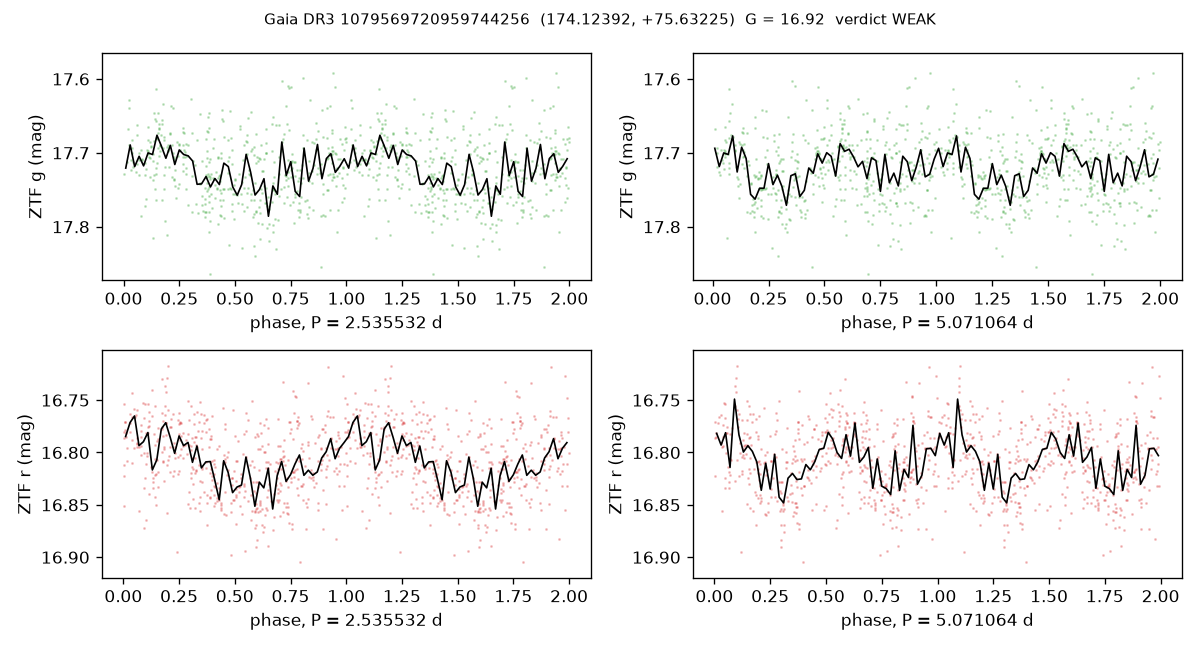 Gaia DR3 1079569720959744256 (174.12392, +75.63225) G = 16.92 verdict WEAK
ZTF g (mag)
17.6
17.7
17.8
0.00 0.25 0.50 0.75 1.00 1.25 1.50 1.75 2.00
phase, P = 2.535532 d
ZTF g (mag)
17.6
17.7
17.8
0.00 0.25 0.50 0.75 1.00 1.25 1.50 1.75 2.00
phase, P = 5.071064 d
ZTF r (mag)
16.75
16.80
16.85
16.90
0.00 0.25 0.50 0.75 1.00 1.25 1.50 1.75 2.00
phase, P = 2.535532 d
ZTF r (mag)
16.75
16.80
16.85
16.90
0.00 0.25 0.50 0.75 1.00 1.25 1.50 1.75 2.00
phase, P = 5.071064 d